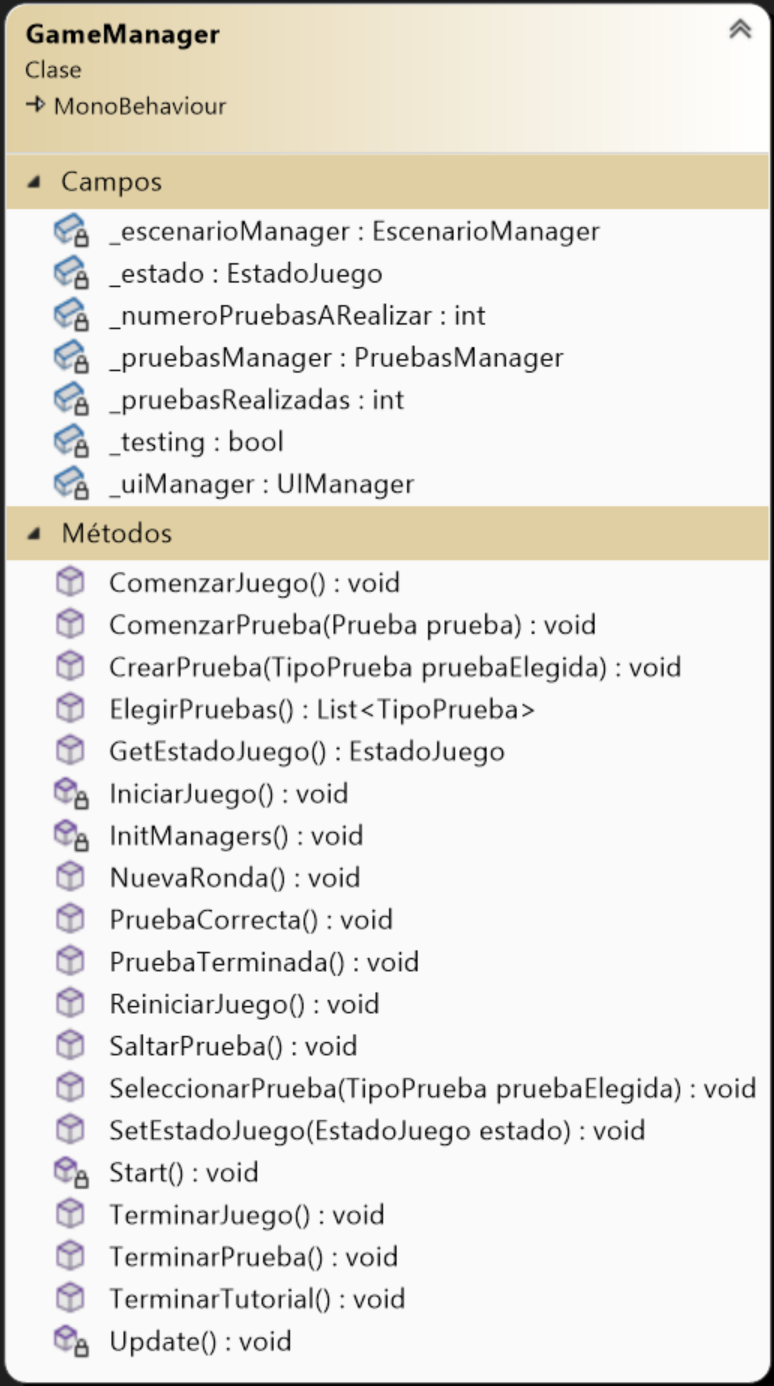 GameManager
Clase
MonoBehaviour
Campos
_escenarioManager : EscenarioManager
_estado : EstadoJuego
_numeroPruebasARealizar : int
_pruebasManager : PruebasManager
_pruebasRealizadas : int
_testing : bool
_uiManager : UIManager
Métodos
ComenzarJuego() : void
ComenzarPrueba(Prueba prueba) : void
CrearPrueba(TipoPrueba pruebaElegida) : void
ElegirPruebas() : List<TipoPrueba>
GetEstadoJuego() : EstadoJuego
IniciarJuego() : void
InitManagers() : void
NuevaRonda() : void
PruebaCorrecta() : void
PruebaTerminada() : void
ReiniciarJuego() : void
SaltarPrueba() : void
SeleccionarPrueba(TipoPrueba pruebaElegida) : void
SetEstadoJuego(EstadoJuego estado) : void
Start() : void
TerminarJuego() : void
TerminarPrueba() : void
TerminarTutorial() : void
Update() : void